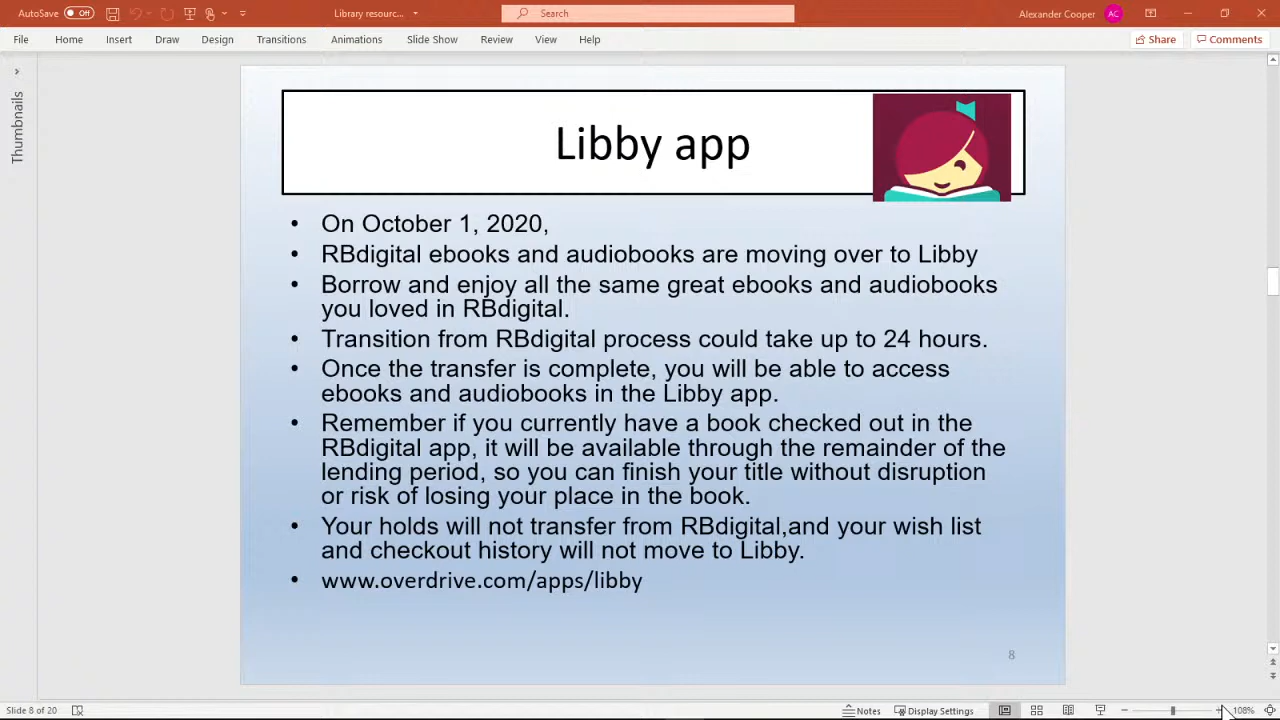 AutoSave Off Library resourc... Search Alexander Cooper AC
File Home Insert Draw Design Transitions Animations Slide Show Review View Help Share Comments
Thumbnails
Libby app
• On October 1, 2020,
• RBdigital ebooks and audiobooks are moving over to Libby
• Borrow and enjoy all the same great ebooks and audiobooks
you loved in RBdigital.
• Transition from RBdigital process could take up to 24 hours.
• Once the transfer is complete, you will be able to access
ebooks and audiobooks in the Libby app.
• Remember if you currently have a book checked out in the
RBdigital app, it will be available through the remainder of the
lending period, so you can finish your title without disruption
or risk of losing your place in the book.
• Your holds will not transfer from RBdigital,and your wish list
and checkout history will not move to Libby.
• www.overdrive.com/apps/libby
8
Slide 8 of 20 Notes Display Settings 108%